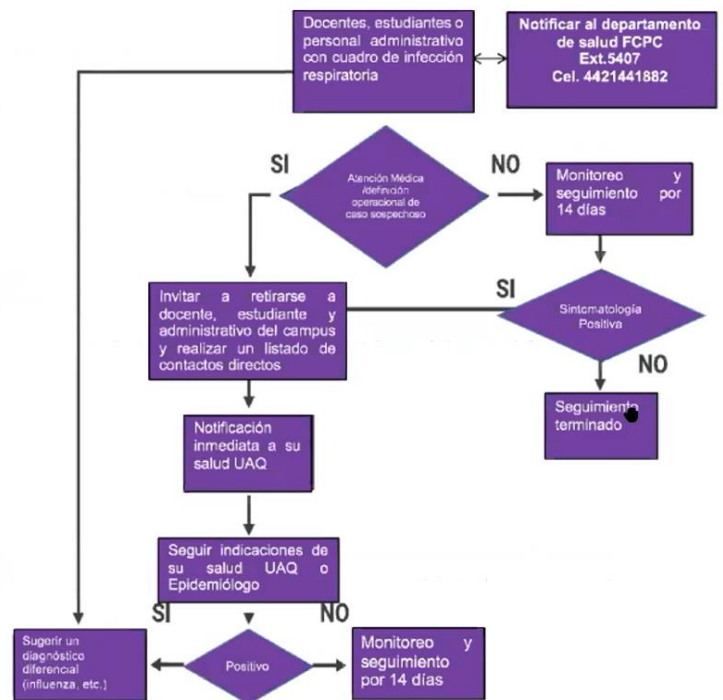 Docentes, estudiantes o
personal administrativo
con cuadro de infección
respiratoria
Notificar al departamento
de salud FCPC
Ext.5407
Cel. 4421441882
SI
Atención Médica
/definición
operacional de
caso sospechoso
NO
Monitoreo y
seguimiento por
14 días
Invitar a retirarse a
docente, estudiante y
administrativo del campus
y realizar un listado de
contactos directos
SI
Sintomatología
Positiva
NO
Seguimiento
terminado
Notificación
inmediata a su
salud UAQ
Seguir indicaciones de
su salud UAQ o
Epidemiólogo
SI
NO
Sugerir un
diagnóstico
diferencial
(influenza, etc.)
Positivo
Monitoreo y
seguimiento
por 14 días